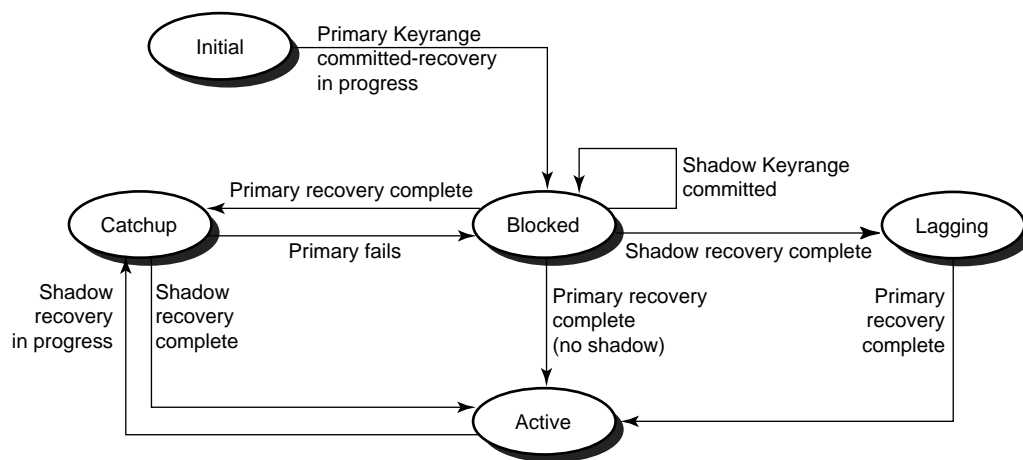 Initial
Primary Keyrange
committed-recovery
in progress
Shadow Keyrange
committed
Primary recovery complete
Catchup
Blocked
Lagging
Primary fails
Shadow recovery complete
Shadow
recovery
in progress
Shadow
recovery
complete
Primary recovery
complete
(no shadow)
Primary
recovery
complete
Active